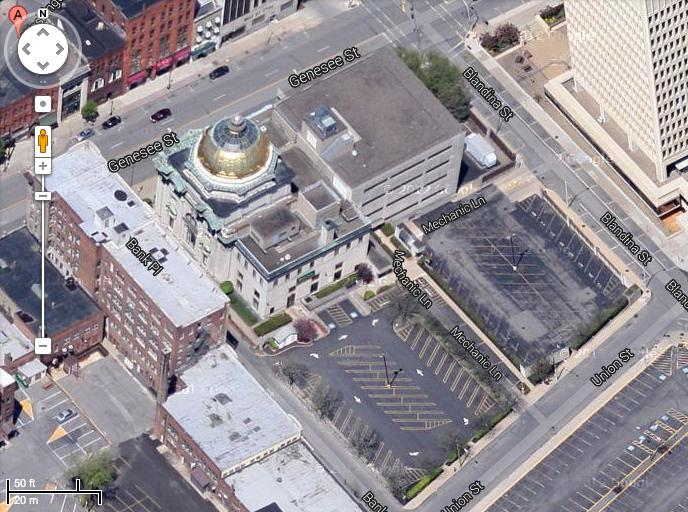 A
N
Genesee St
Blandina St
Genesee St
Mechanic Ln
Bank Pl
Blandina St
Mechanic Ln
Mechanic Ln
Union St
50 ft
20 m
Union St